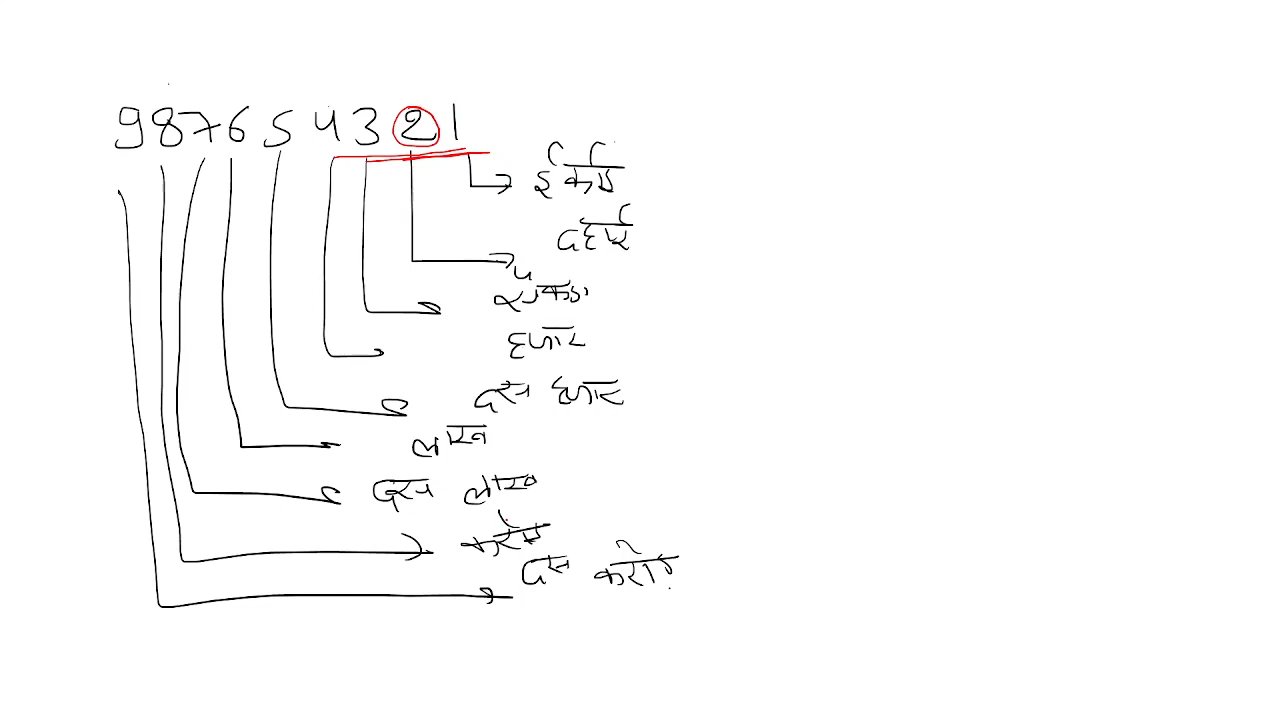 987654321
इकाई
दहाई
सैकड़ा
हजार
दस हजार
लाख
दस लाख
करोड़
दस करोड़